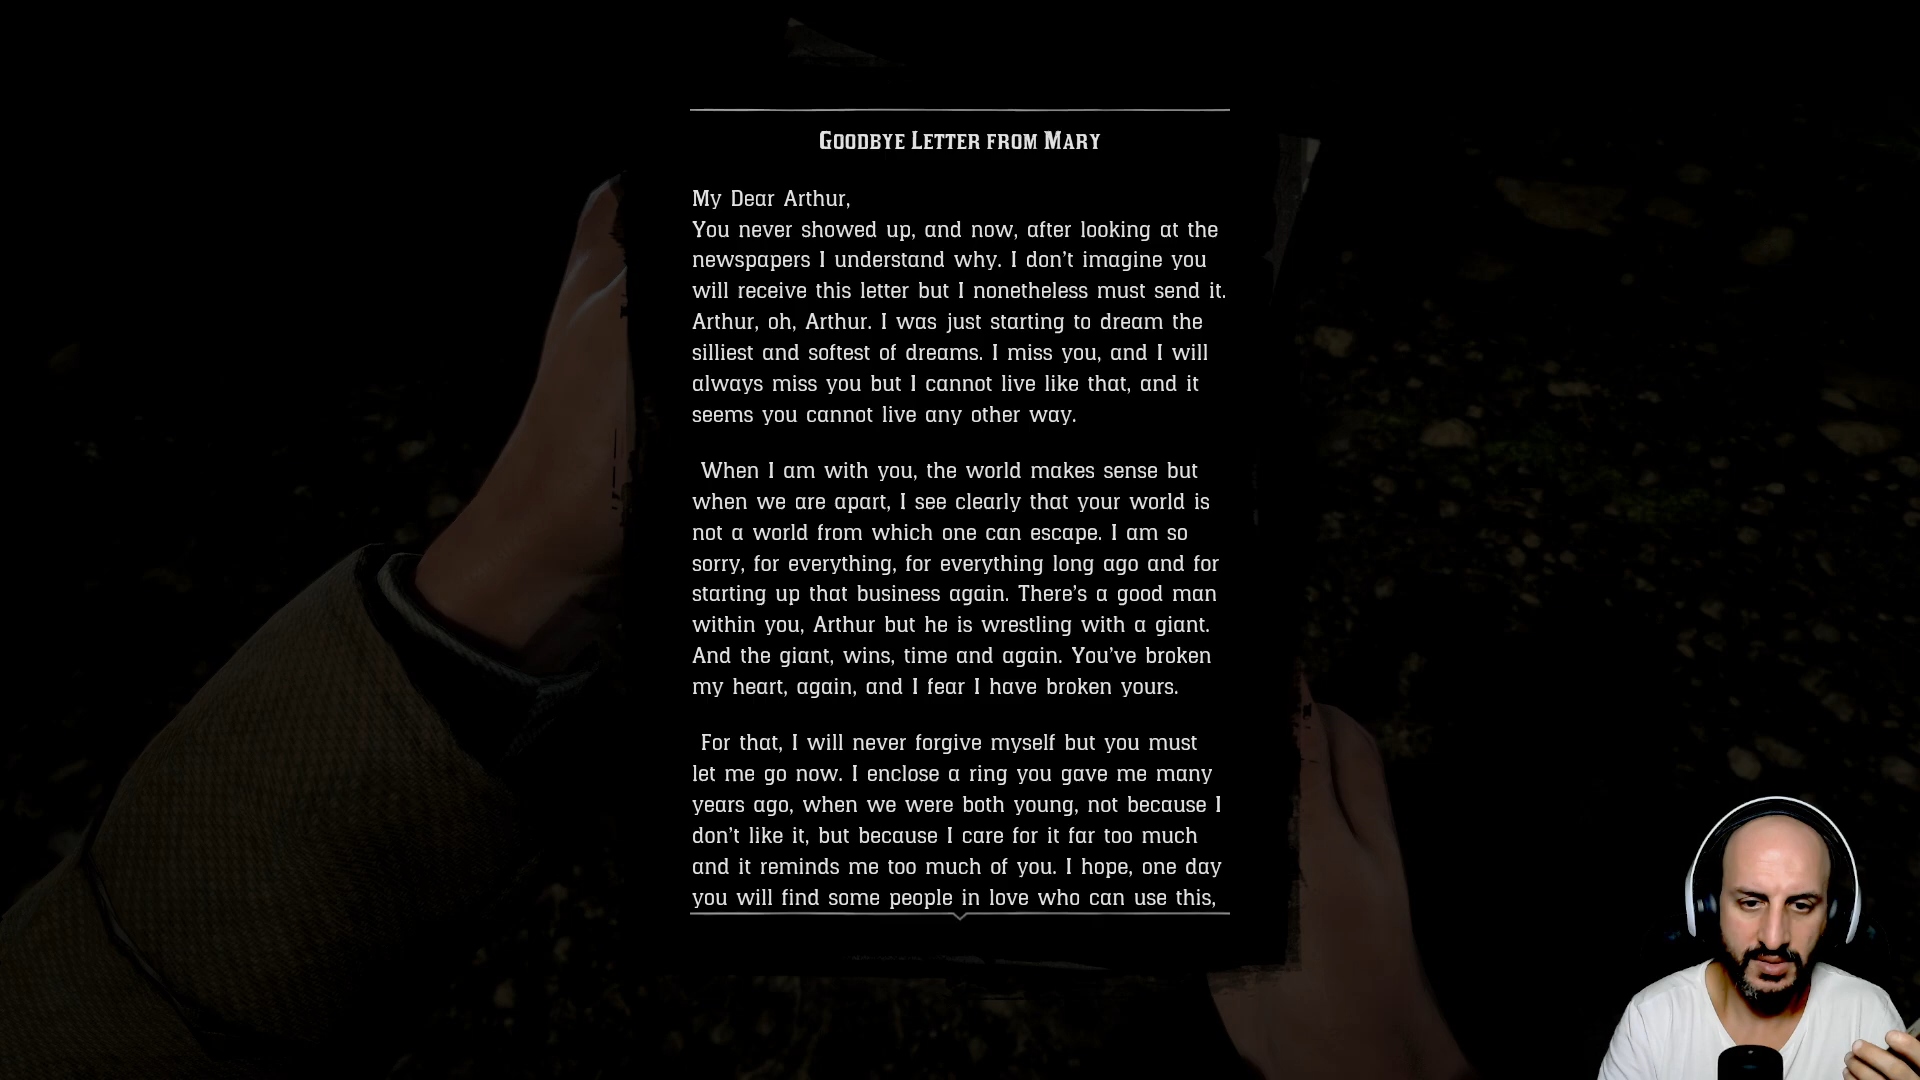 Goodbye Letter from Mary
My Dear Arthur,
You never showed up, and now, after looking at the
newspapers I understand why. I don't imagine you
will receive this letter but I nonetheless must send it.
Arthur, oh, Arthur. I was just starting to dream the
silliest and softest of dreams. I miss you, and I will
always miss you but I cannot live like that, and it
seems you cannot live any other way.
When I am with you, the world makes sense but
when we are apart, I see clearly that your world is
not a world from which one can escape. I am so
sorry, for everything, for everything long ago and for
starting up that business again. There's a good man
within you, Arthur but he is wrestling with a giant.
And the giant, wins, time and again. You've broken
my heart, again, and I fear I have broken yours.
For that, I will never forgive myself but you must
let me go now. I enclose a ring you gave me many
years ago, when we were both young, not because I
don't like it, but because I care for it far too much
and it reminds me too much of you. I hope, one day
you will find some people in love who can use this,